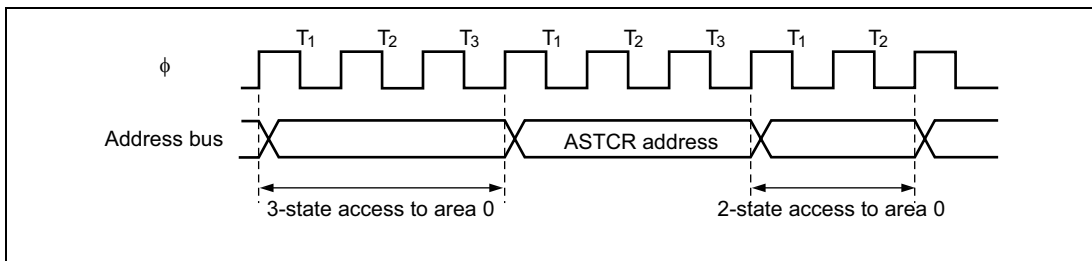 T1 T2 T3 T1 T2 T3 T1 T2
ϕ
Address bus
ASTCR address
3-state access to area 0
2-state access to area 0